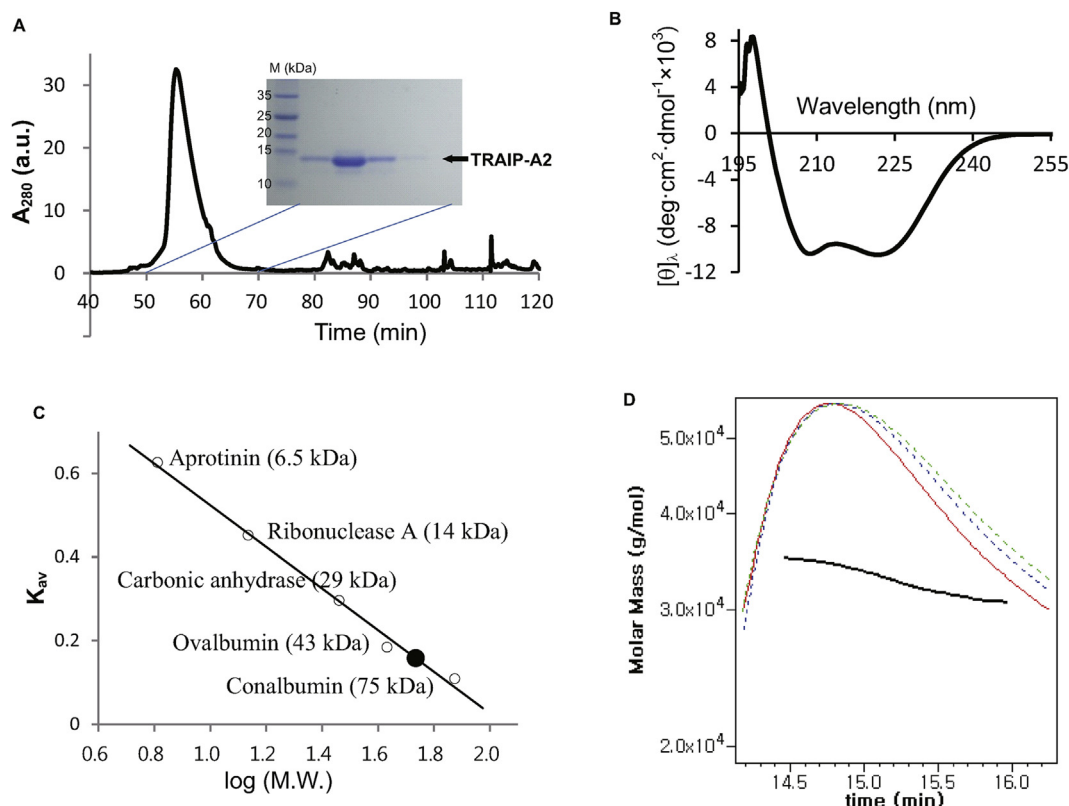 A
A280 (a.u.)
30
20
10
0
40 50 60 70 80 90 100 110 120
Time (min)
M (kDa)
35
25
20
15
10
TRAIP-A2
B
[θ]λ (deg·cm²·dmol⁻¹×10³)
8
4
0
-4
-8
-12
Wavelength (nm)
195 210 225 240 255
C
Kav
0.6
0.4
0.2
0
0.6 0.8 1.0 1.2 1.4 1.6 1.8 2.0
log (M.W.)
Aprotinin (6.5 kDa)
Ribonuclease A (14 kDa)
Carbonic anhydrase (29 kDa)
Ovalbumin (43 kDa)
Conalbumin (75 kDa)
D
Molar Mass (g/mol)
5.0x10⁴
4.0x10⁴
3.0x10⁴
2.0x10⁴
14.5 15.0 15.5 16.0
time (min)